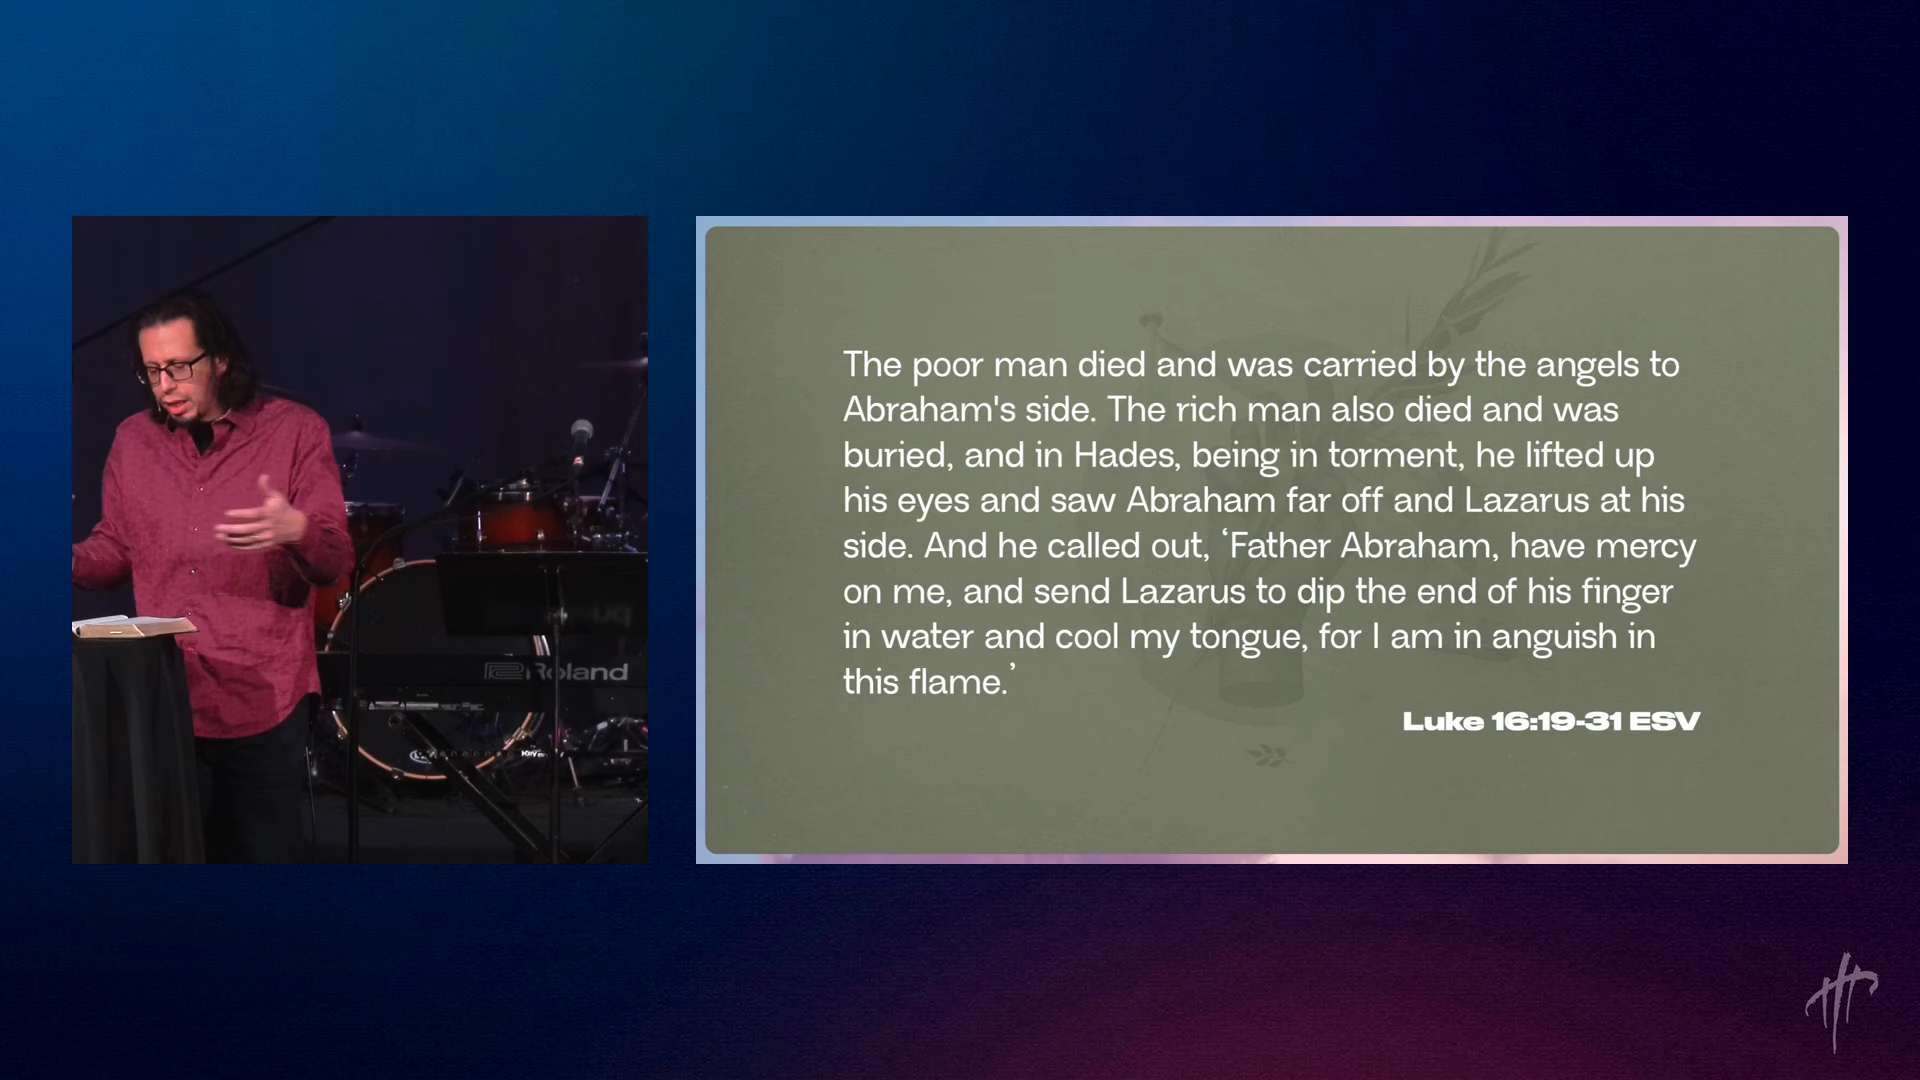 The poor man died and was carried by the angels to
Abraham's side. The rich man also died and was
buried, and in Hades, being in torment, he lifted up
his eyes and saw Abraham far off and Lazarus at his
side. And he called out, ‘Father Abraham, have mercy
on me, and send Lazarus to dip the end of his finger
in water and cool my tongue, for I am in anguish in
this flame.’
Luke 16:19-31 ESV
Roland